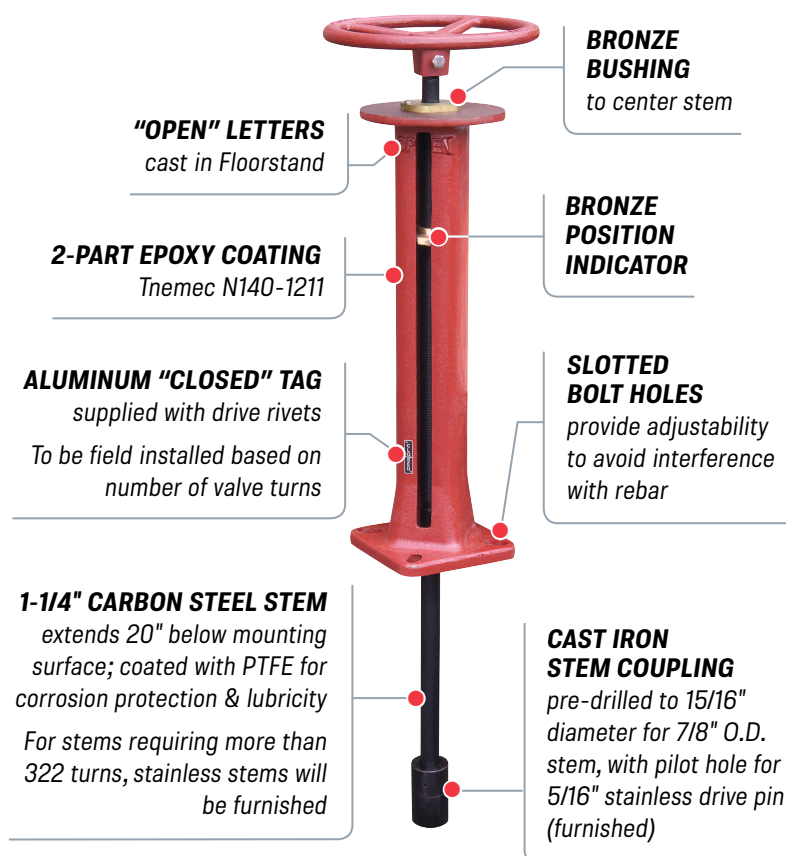 BRONZE
BUSHING
to center stem
"OPEN" LETTERS
cast in Floorstand
OPEN
BRONZE
POSITION
INDICATOR
2-PART EPOXY COATING
Tnemec N140-1211
ALUMINUM "CLOSED" TAG
supplied with drive rivets
To be field installed based on
number of valve turns
SLOTTED
BOLT HOLES
provide adjustability
to avoid interference
with rebar
1-1/4" CARBON STEEL STEM
extends 20" below mounting
surface; coated with PTFE for
corrosion protection & lubricity
For stems requiring more than
322 turns, stainless stems will
be furnished
CAST IRON
STEM COUPLING
pre-drilled to 15/16"
diameter for 7/8" O.D.
stem, with pilot hole for
5/16" stainless drive pin
(furnished)